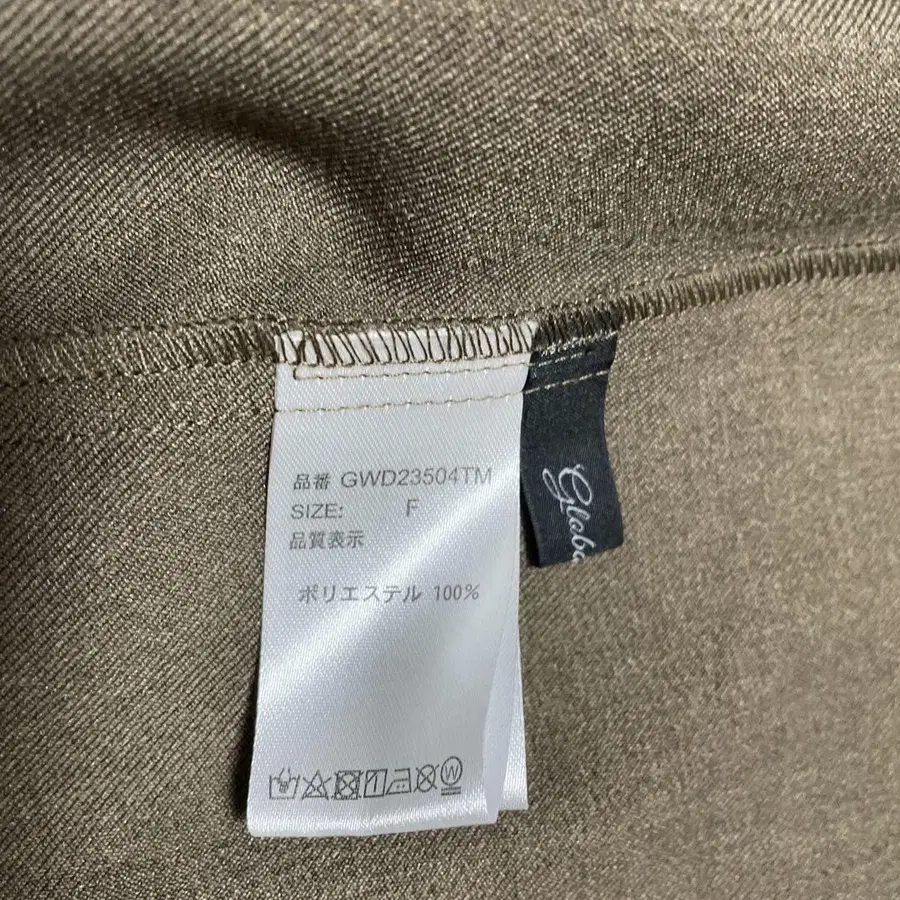 品番 GWD23504TM
SIZE: F
品質表示
ポリエステル 100%
W